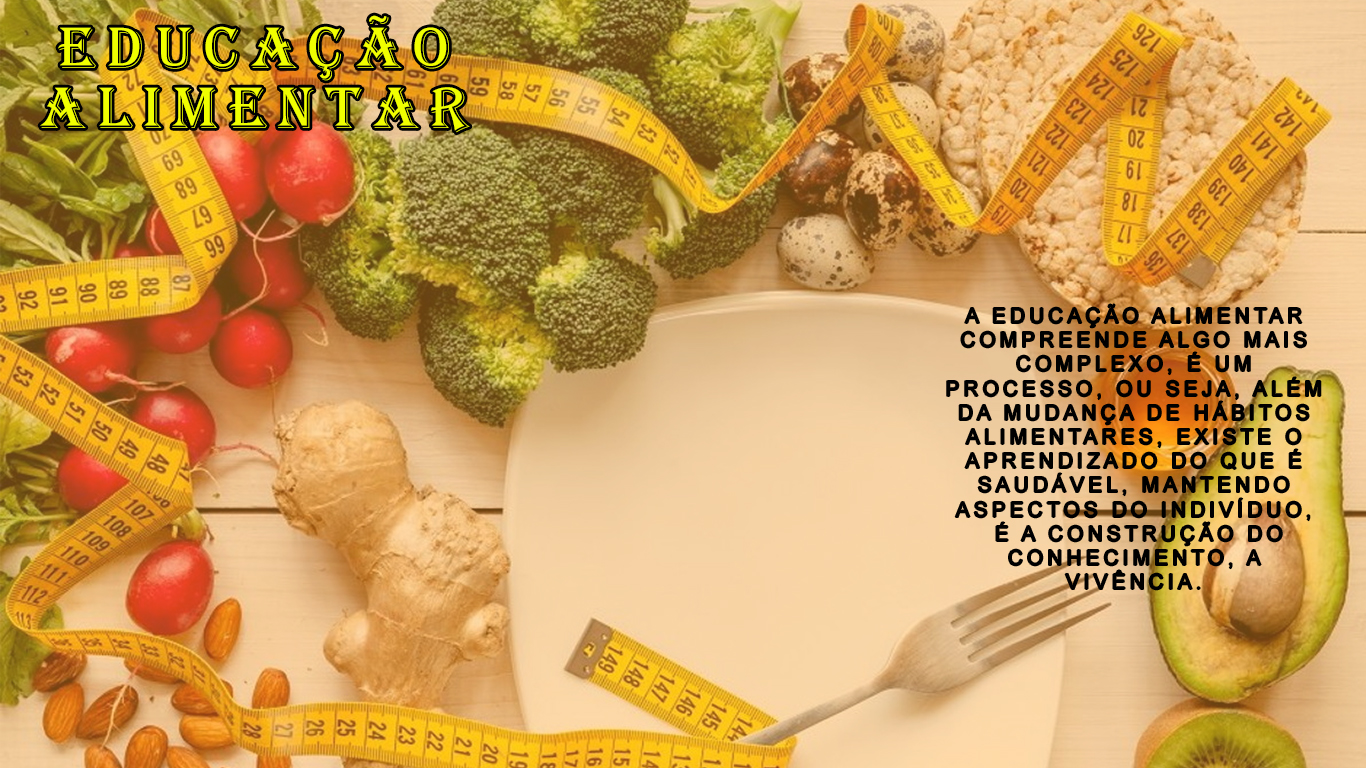 EDUCAÇÃO
ALIMENTAR
A EDUCAÇÃO ALIMENTAR
COMPREENDE ALGO MAIS
COMPLEXO, É UM
PROCESSO, OU SEJA, ALÉM
DA MUDANÇA DE HÁBITOS
ALIMENTARES, EXISTE O
APRENDIZADO DO QUE É
SAUDÁVEL, MANTENDO
ASPECTOS DO INDIVÍDUO,
É A CONSTRUÇÃO DO
CONHECIMENTO, A
VIVÊNCIA.